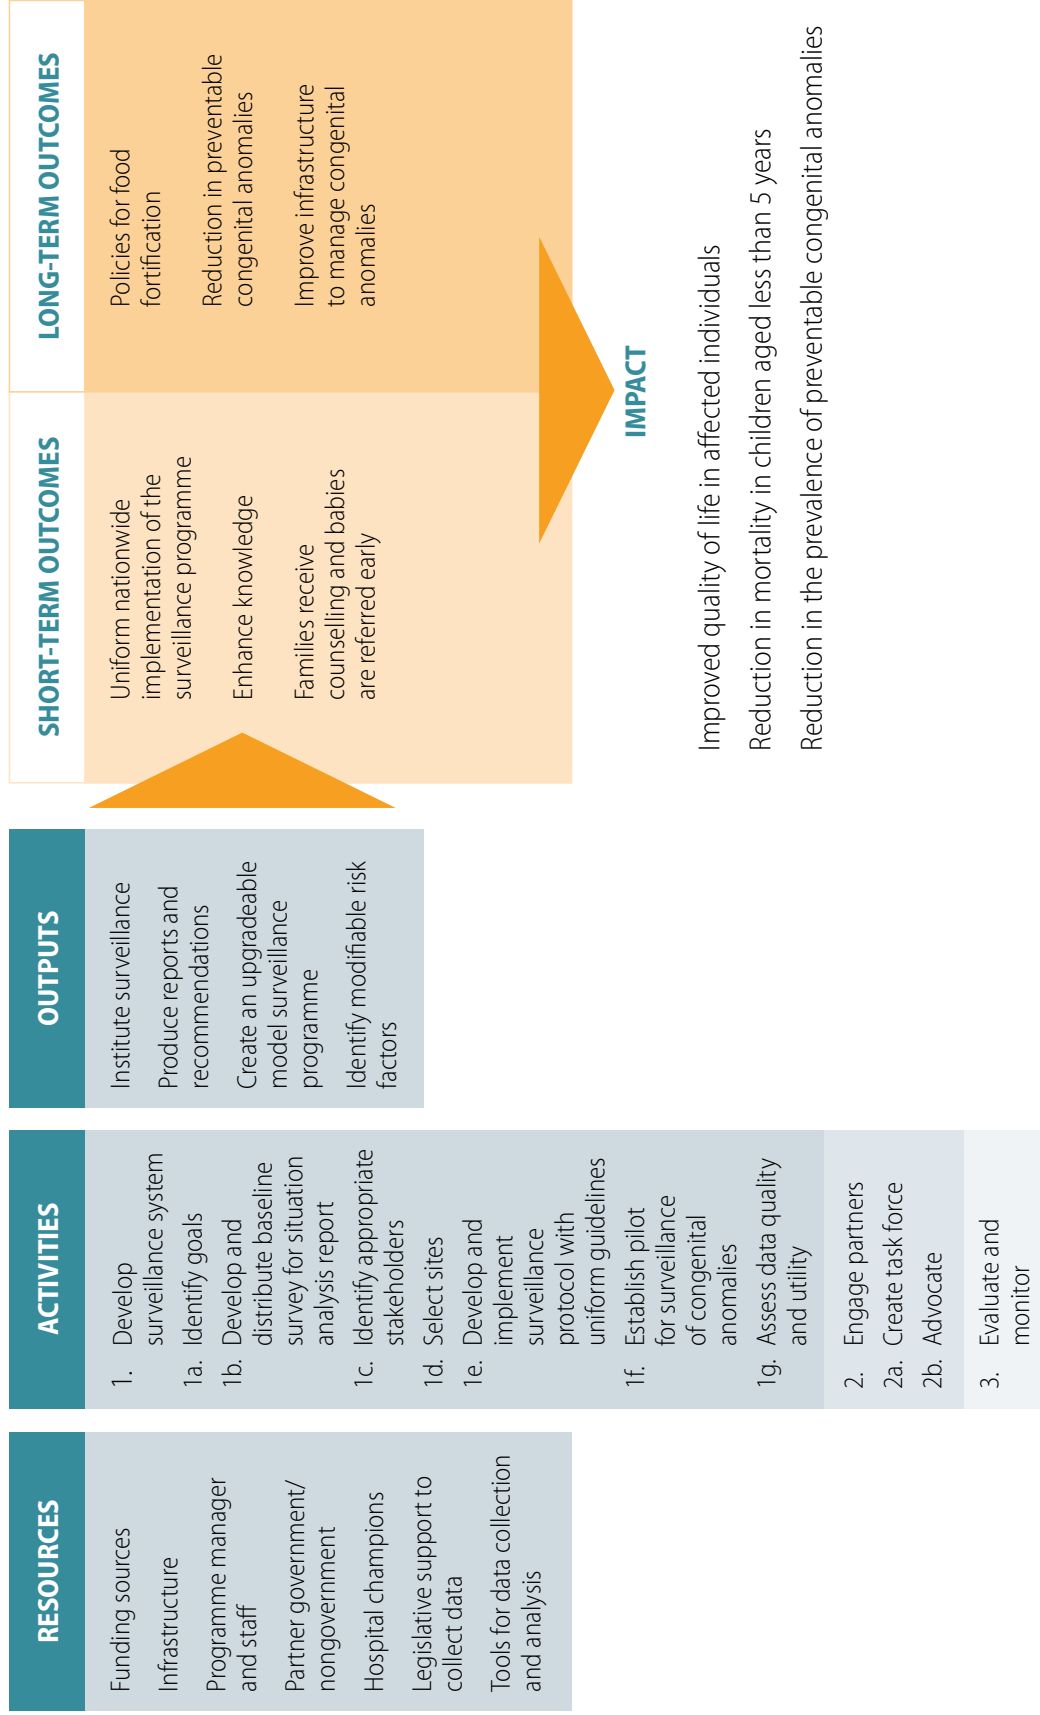 RESOURCES
Funding sources
Infrastructure
Programme manager
and staff
Partner government/
nongovernment
Hospital champions
Legislative support to
collect data
Tools for data collection
and analysis
ACTIVITIES
1. Develop
surveillance system
1a. Identify goals
1b. Develop and
distribute baseline
survey for situation
analysis report
1c. Identify appropriate
stakeholders
1d. Select sites
1e. Develop and
implement
surveillance
protocol with
uniform guidelines
1f. Establish pilot
for surveillance
of congenital
anomalies
1g. Assess data quality
and utility
2. Engage partners
2a. Create task force
2b. Advocate
3. Evaluate and
monitor
OUTPUTS
Institute surveillance
Produce reports and
recommendations
Create an upgradeable
model surveillance
programme
Identify modifiable risk
factors
SHORT-TERM OUTCOMES
Uniform nationwide
implementation of the
surveillance programme
Enhance knowledge
Families receive
counselling and babies
are referred early
LONG-TERM OUTCOMES
Policies for food
fortification
Reduction in preventable
congenital anomalies
Improve infrastructure
to manage congenital
anomalies
IMPACT
Improved quality of life in affected individuals
Reduction in mortality in children aged less than 5 years
Reduction in the prevalence of preventable congenital anomalies